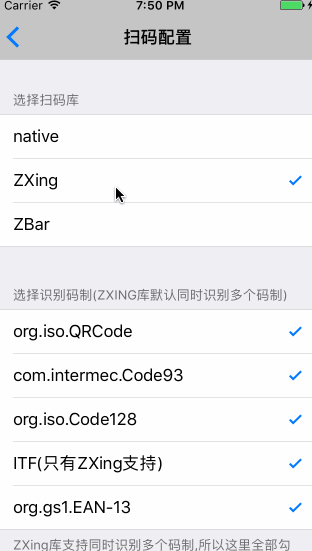 Carrier 7:50 PM
扫码配置
选择扫码库
native
ZXing
ZBar
选择识别码制(ZXING库默认同时识别多个码制)
org.iso.QRCode
com.intermec.Code93
org.iso.Code128
ITF(只有ZXing支持)
org.gs1.EAN-13
ZXing库支持同时识别多个码制,所以这里全部勾